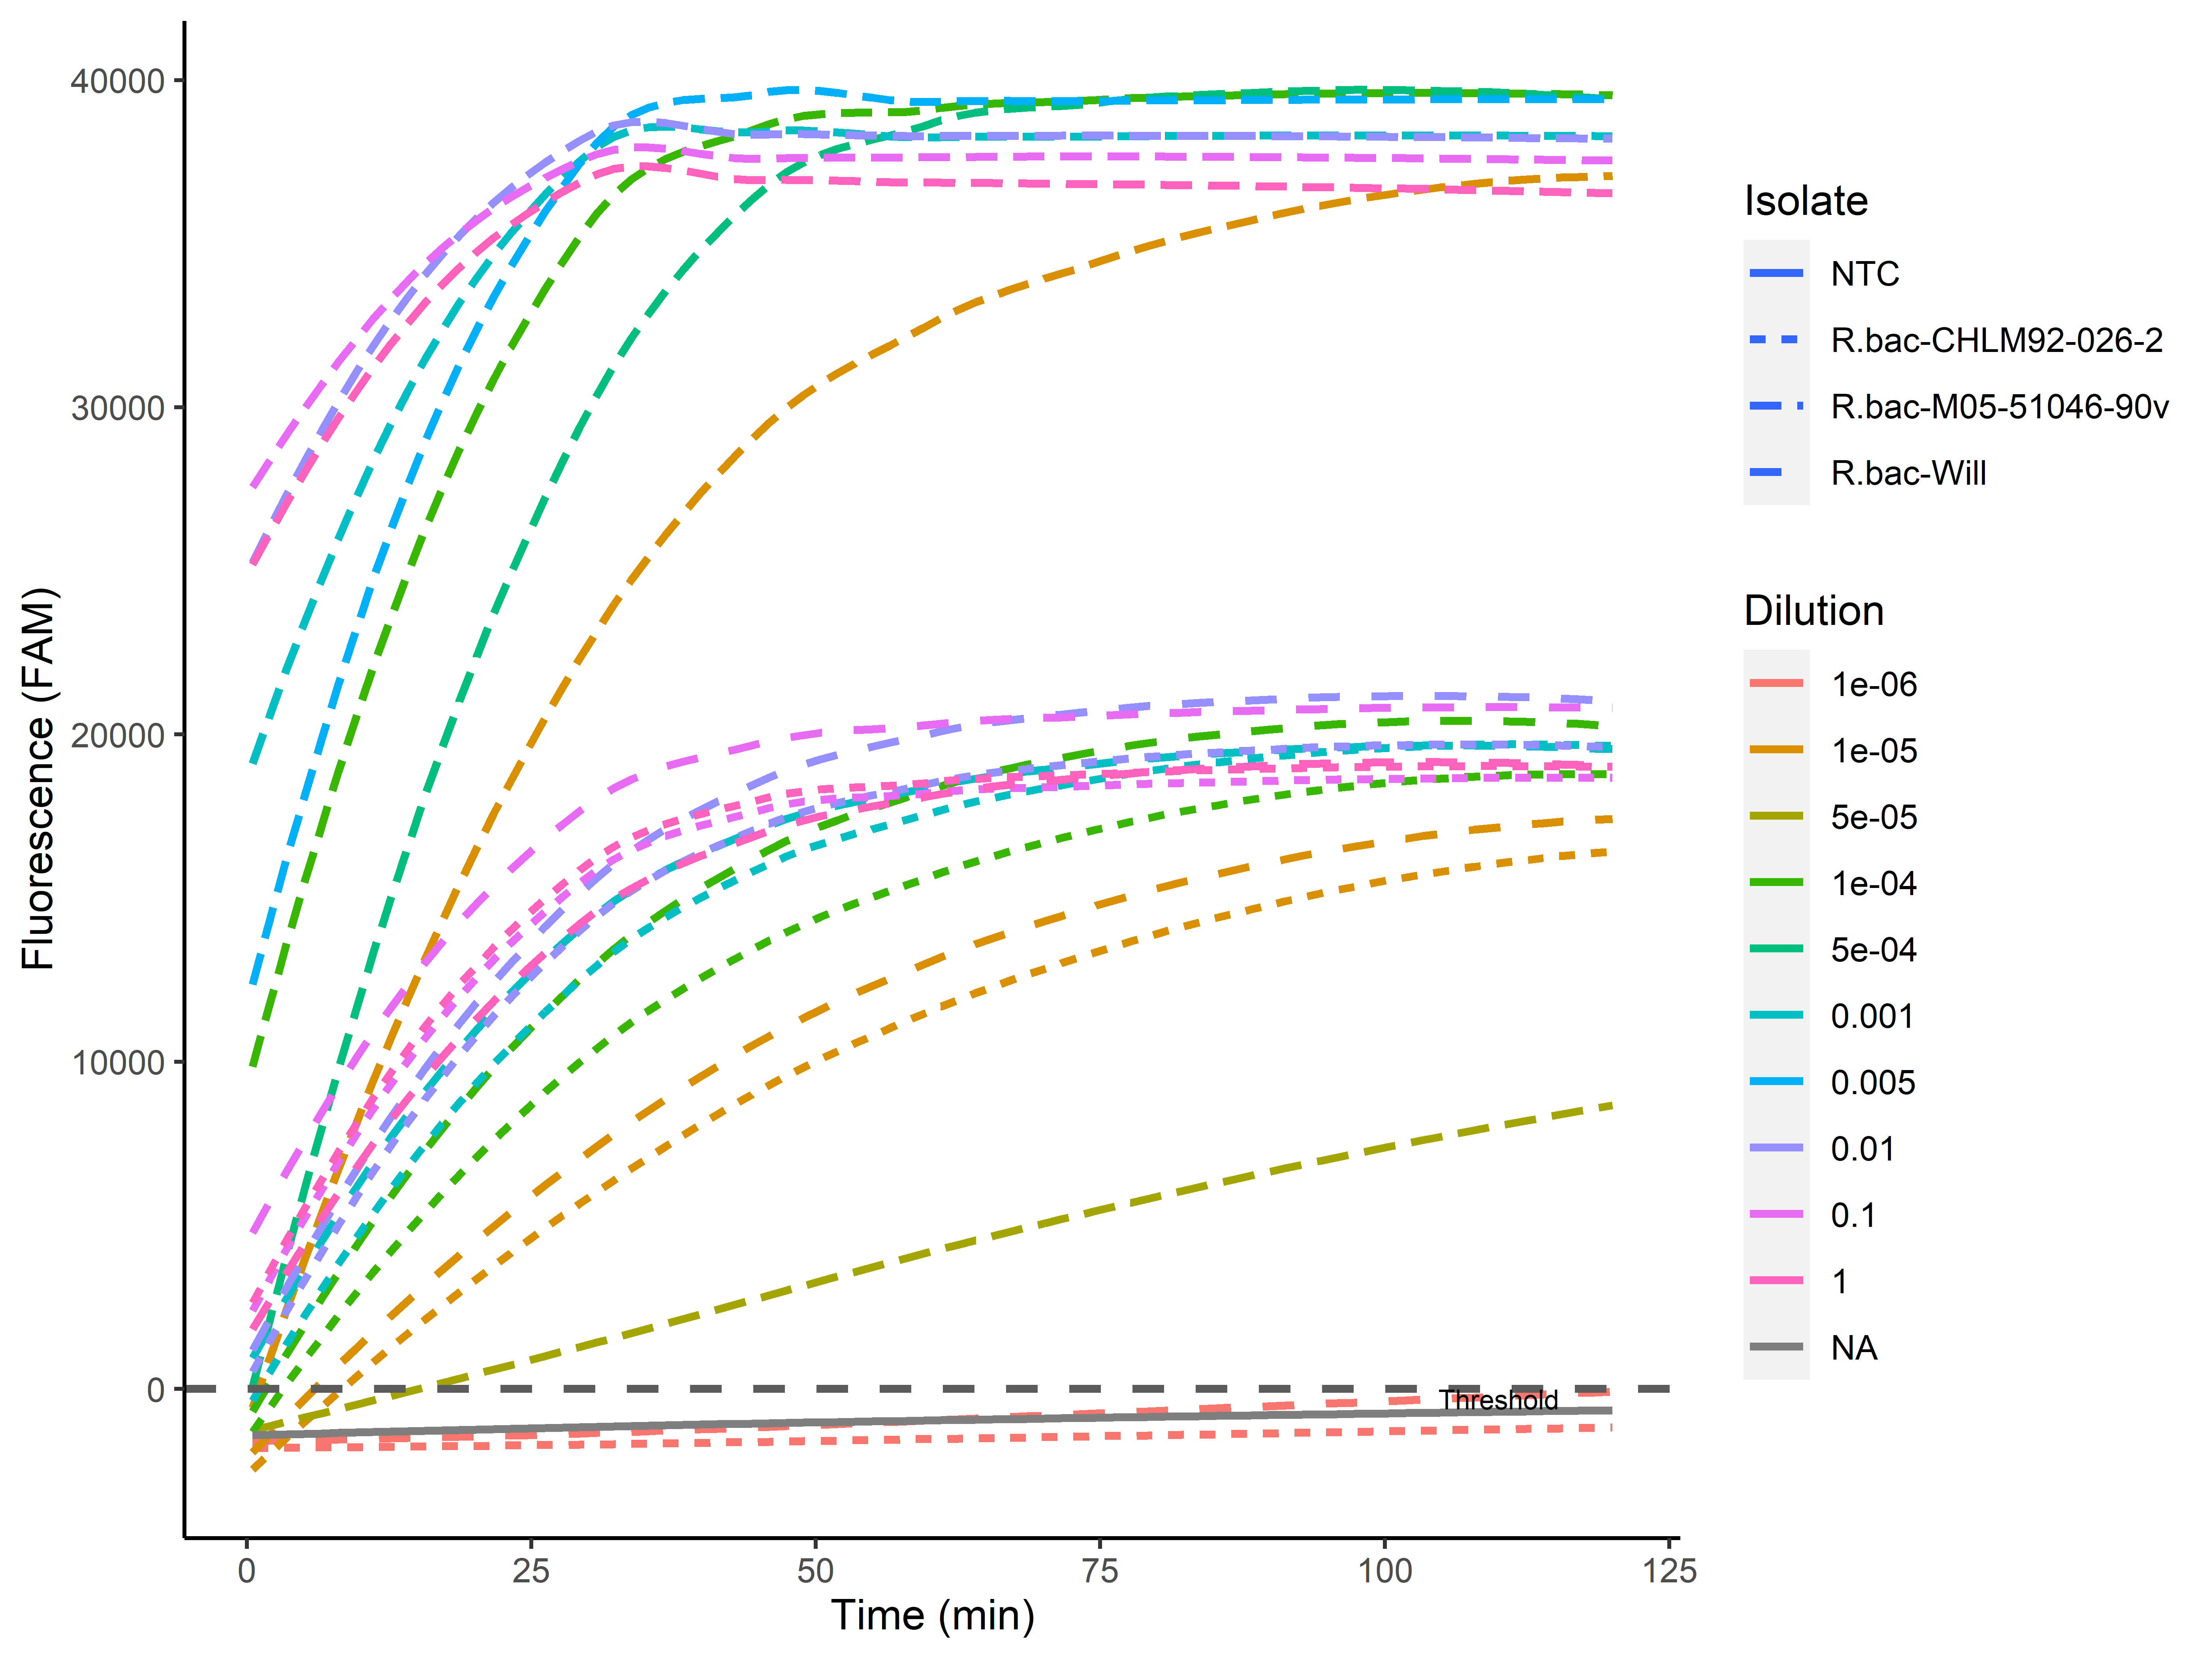 40000
30000
20000
10000
0
Fluorescence (FAM)
Threshold
0
25
50
75
100
125
Time (min)
Isolate
NTC
R.bac-CHLM92-026-2
R.bac-M05-51046-90v
R.bac-Will
Dilution
1e-06
1e-05
5e-05
1e-04
5e-04
0.001
0.005
0.01
0.1
1
NA